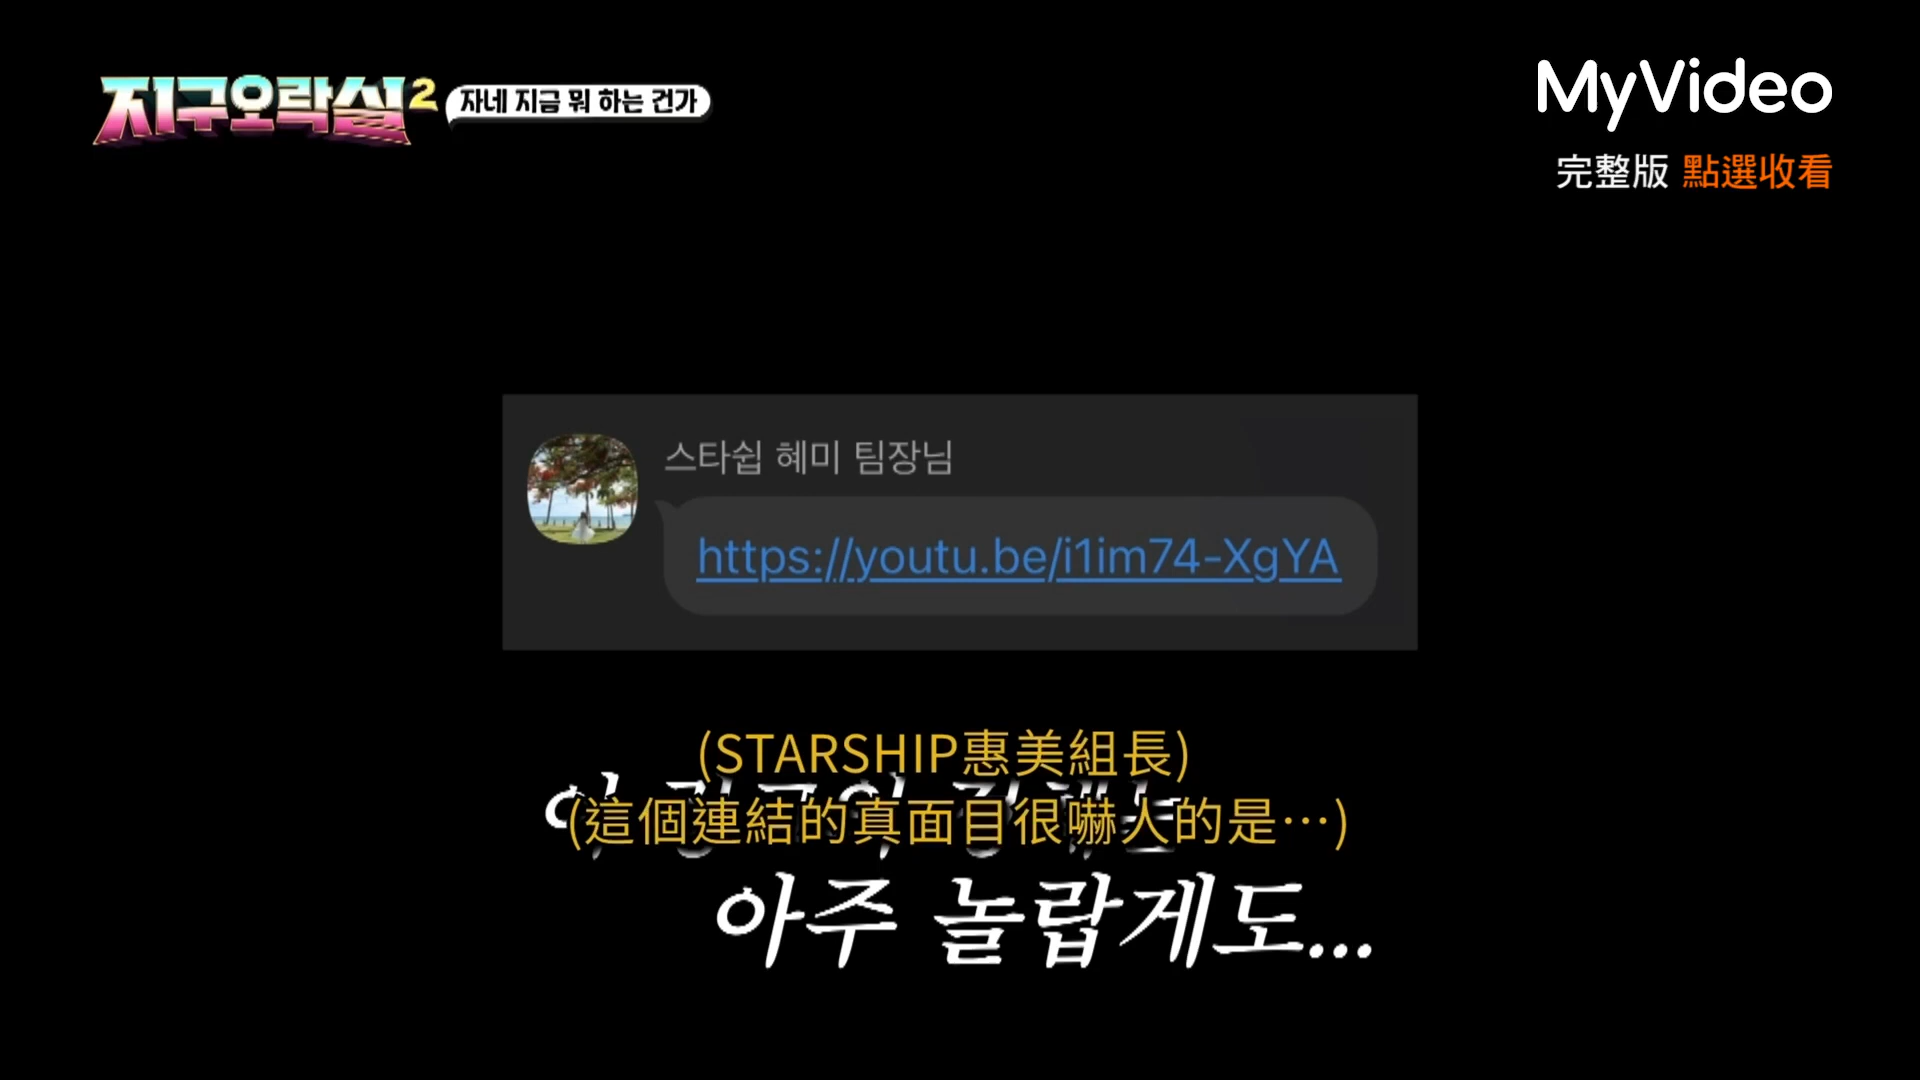 지구오락실2
자네 지금 뭐 하는 건가
MyVideo
完整版 點選收看
스타쉽 혜미 팀장님
https://youtu.be/i1im74-XgYA
(STARSHIP惠美組長)
(這個連結的真面目很嚇人的是…)
아주 놀랍게도...